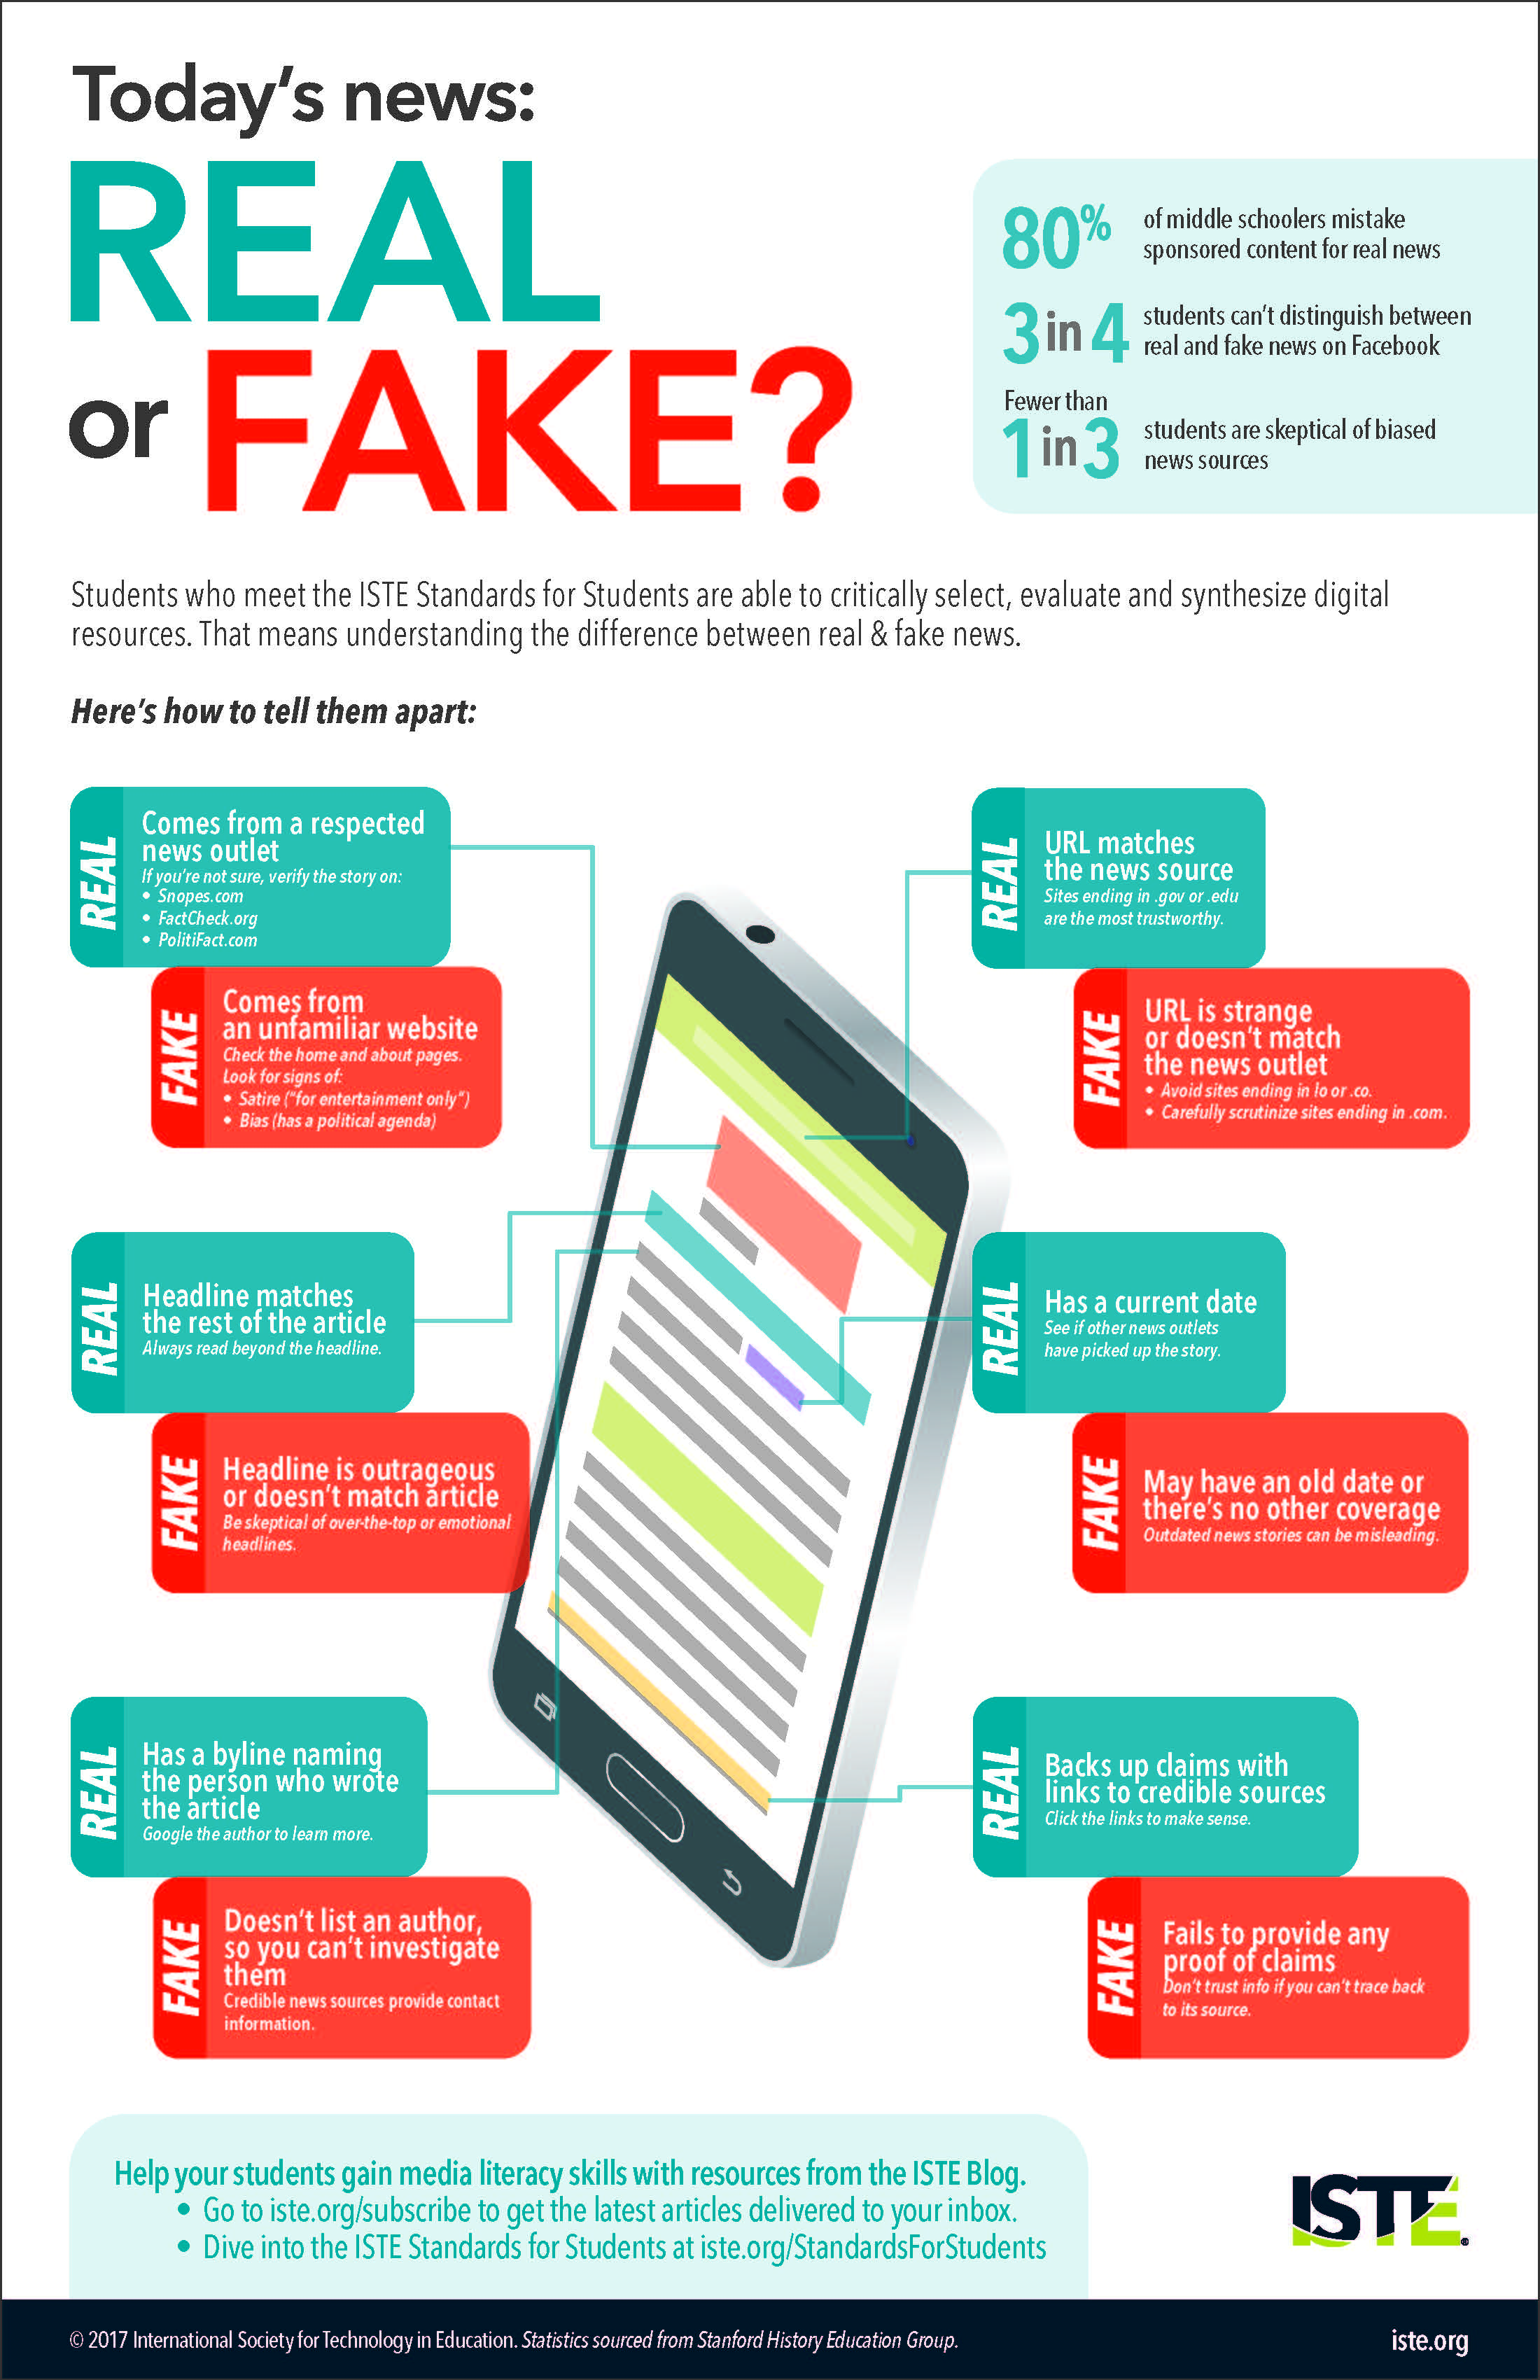 Today's news:
REAL
or FAKE?
80% of middle schoolers mistake
sponsored content for real news
3 in 4 students can't distinguish between
real and fake news on Facebook
Fewer than
1 in 3 students are skeptical of biased
news sources
Students who meet the ISTE Standards for Students are able to critically select, evaluate and synthesize digital
resources. That means understanding the difference between real & fake news.
Here's how to tell them apart:
REAL
Comes from a respected
news outlet
If you're not sure, verify the story on:
• Snopes.com
• FactCheck.org
• PolitiFact.com
FAKE
Comes from
an unfamiliar website
Check the home and about pages.
Look for signs of:
• Satire ("for entertainment only")
• Bias (has a political agenda)
REAL
URL matches
the news source
Sites ending in .gov or .edu
are the most trustworthy.
FAKE
URL is strange
or doesn't match
the news outlet
• Avoid sites ending in lo or .co.
• Carefully scrutinize sites ending in .com.
REAL
Headline matches
the rest of the article
Always read beyond the headline.
FAKE
Headline is outrageous
or doesn't match article
Be skeptical of over-the-top or emotional
headlines.
REAL
Has a current date
See if other news outlets
have picked up the story.
FAKE
May have an old date or
there's no other coverage
Outdated news stories can be misleading.
REAL
Has a byline naming
the person who wrote
the article
Google the author to learn more.
FAKE
Doesn't list an author,
so you can't investigate
them
Credible news sources provide contact
information.
REAL
Backs up claims with
links to credible sources
Click the links to make sense.
FAKE
Fails to provide any
proof of claims
Don't trust info if you can't trace back
to its source.
Help your students gain media literacy skills with resources from the ISTE Blog.
• Go to iste.org/subscribe to get the latest articles delivered to your inbox.
• Dive into the ISTE Standards for Students at iste.org/StandardsForStudents
ISTE®
© 2017 International Society for Technology in Education. Statistics sourced from Stanford History Education Group.
iste.org